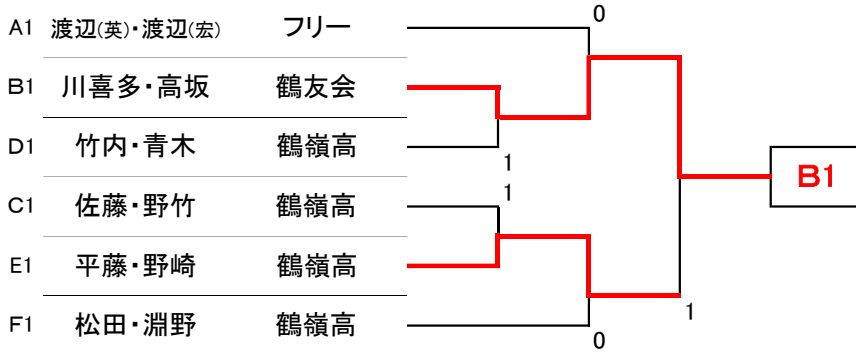 0
A1 渡辺(英)・渡辺(宏) フリー
B1 川喜多・高坂 鶴友会
D1 竹内・青木 鶴嶺高
1
B1
1
C1 佐藤・野竹 鶴嶺高
E1 平藤・野崎 鶴嶺高
1
F1 松田・淵野 鶴嶺高
0